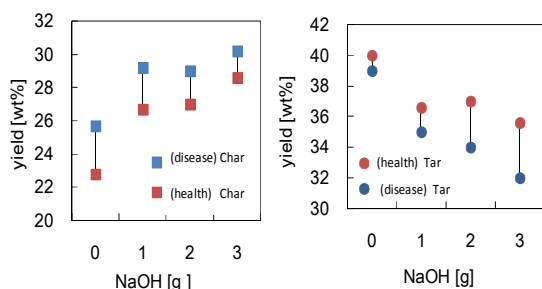 yield [wt%]
32
30
28
26
24
22
20
(disease) Char
(health) Char
0 1 2 3
NaOH [g ]
yield [wt%]
42
40
38
36
34
32
30
(health) Tar
(disease) Tar
0 1 2 3
NaOH [g]